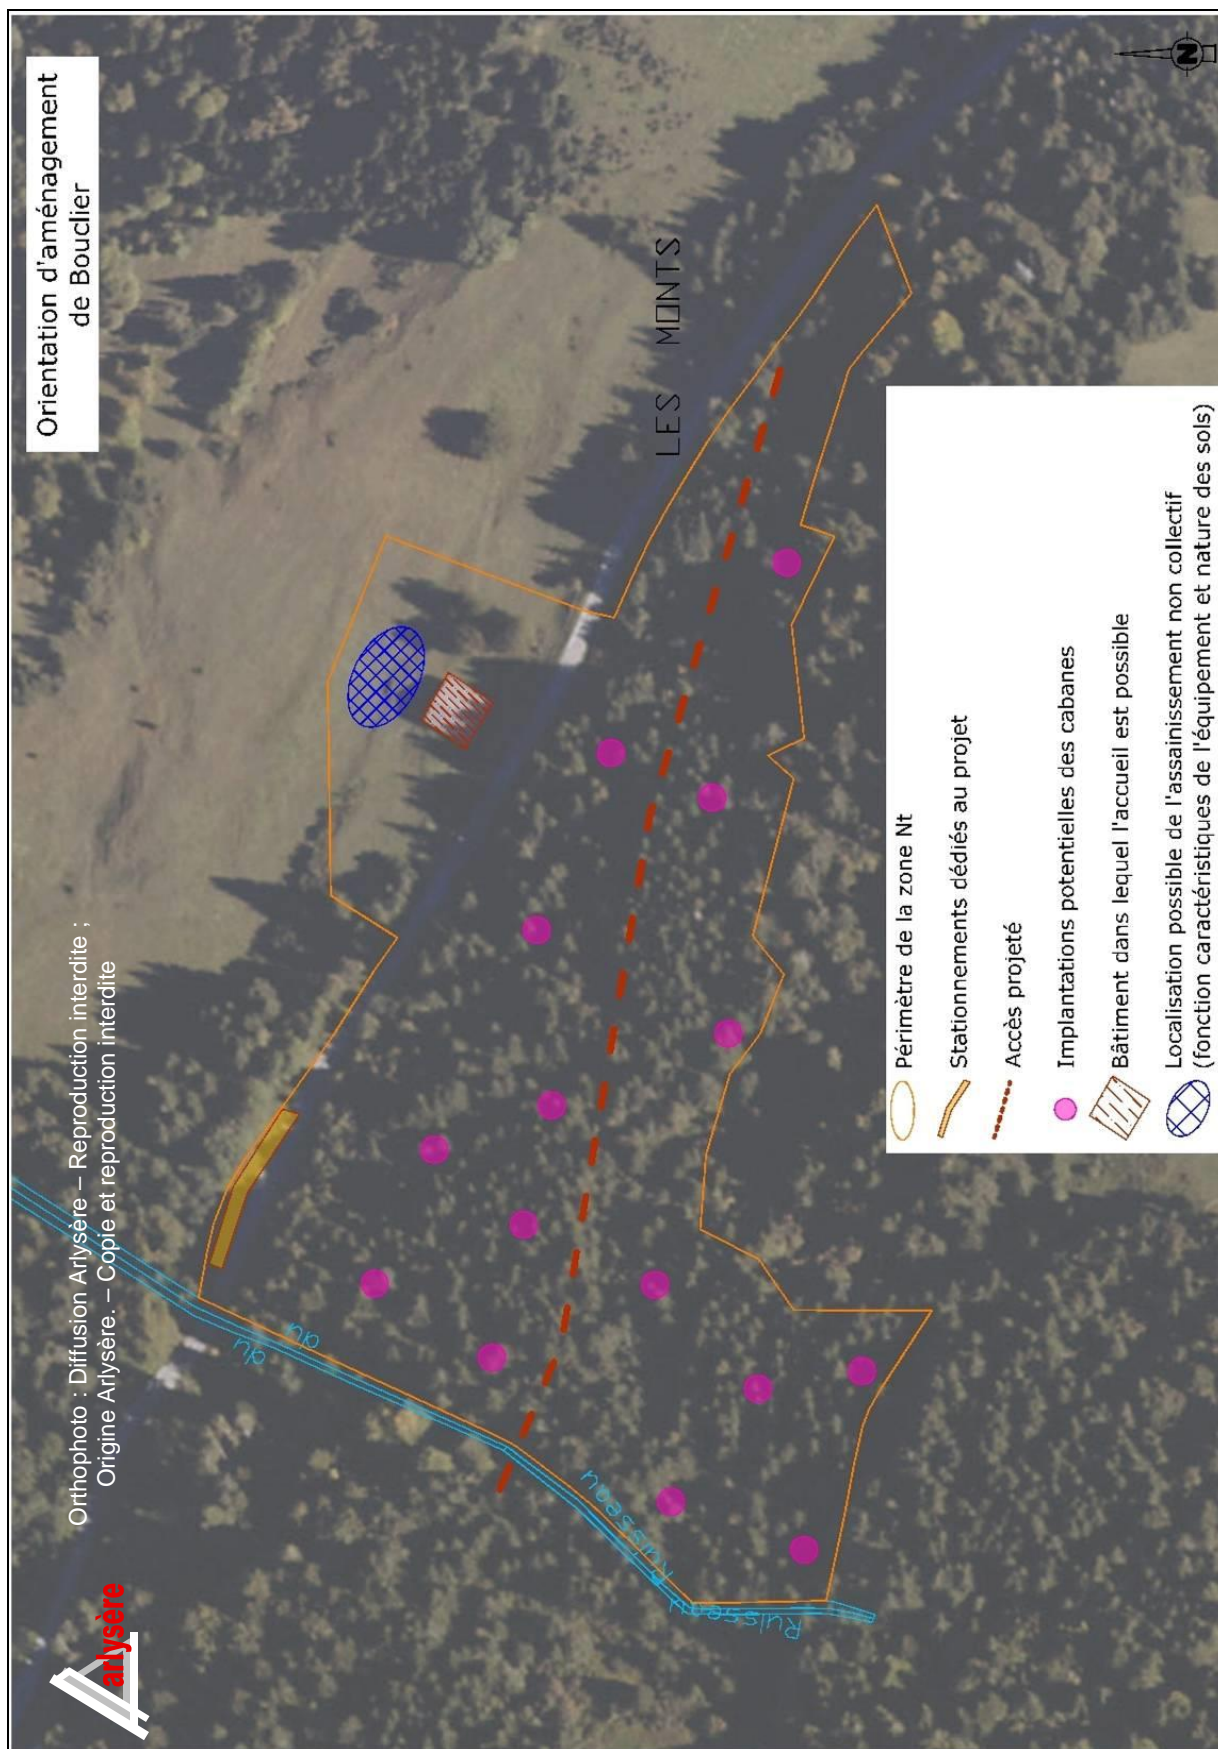 Orientation d'aménagement
de Bouclier
N
Orthophoto : Diffusion Arlysère – Reproduction interdite ;
Origine Arlysère. – Copie et reproduction interdite
arlysère
LES MONTS
du
du
Ruisseau
Ruisseau
Périmètre de la zone Nt
Stationnements dédiés au projet
Accès projeté
Implantations potentielles des cabanes
Bâtiment dans lequel l'accueil est possible
Localisation possible de l'assainissement non collectif
(fonction caractéristiques de l'équipement et nature des sols)